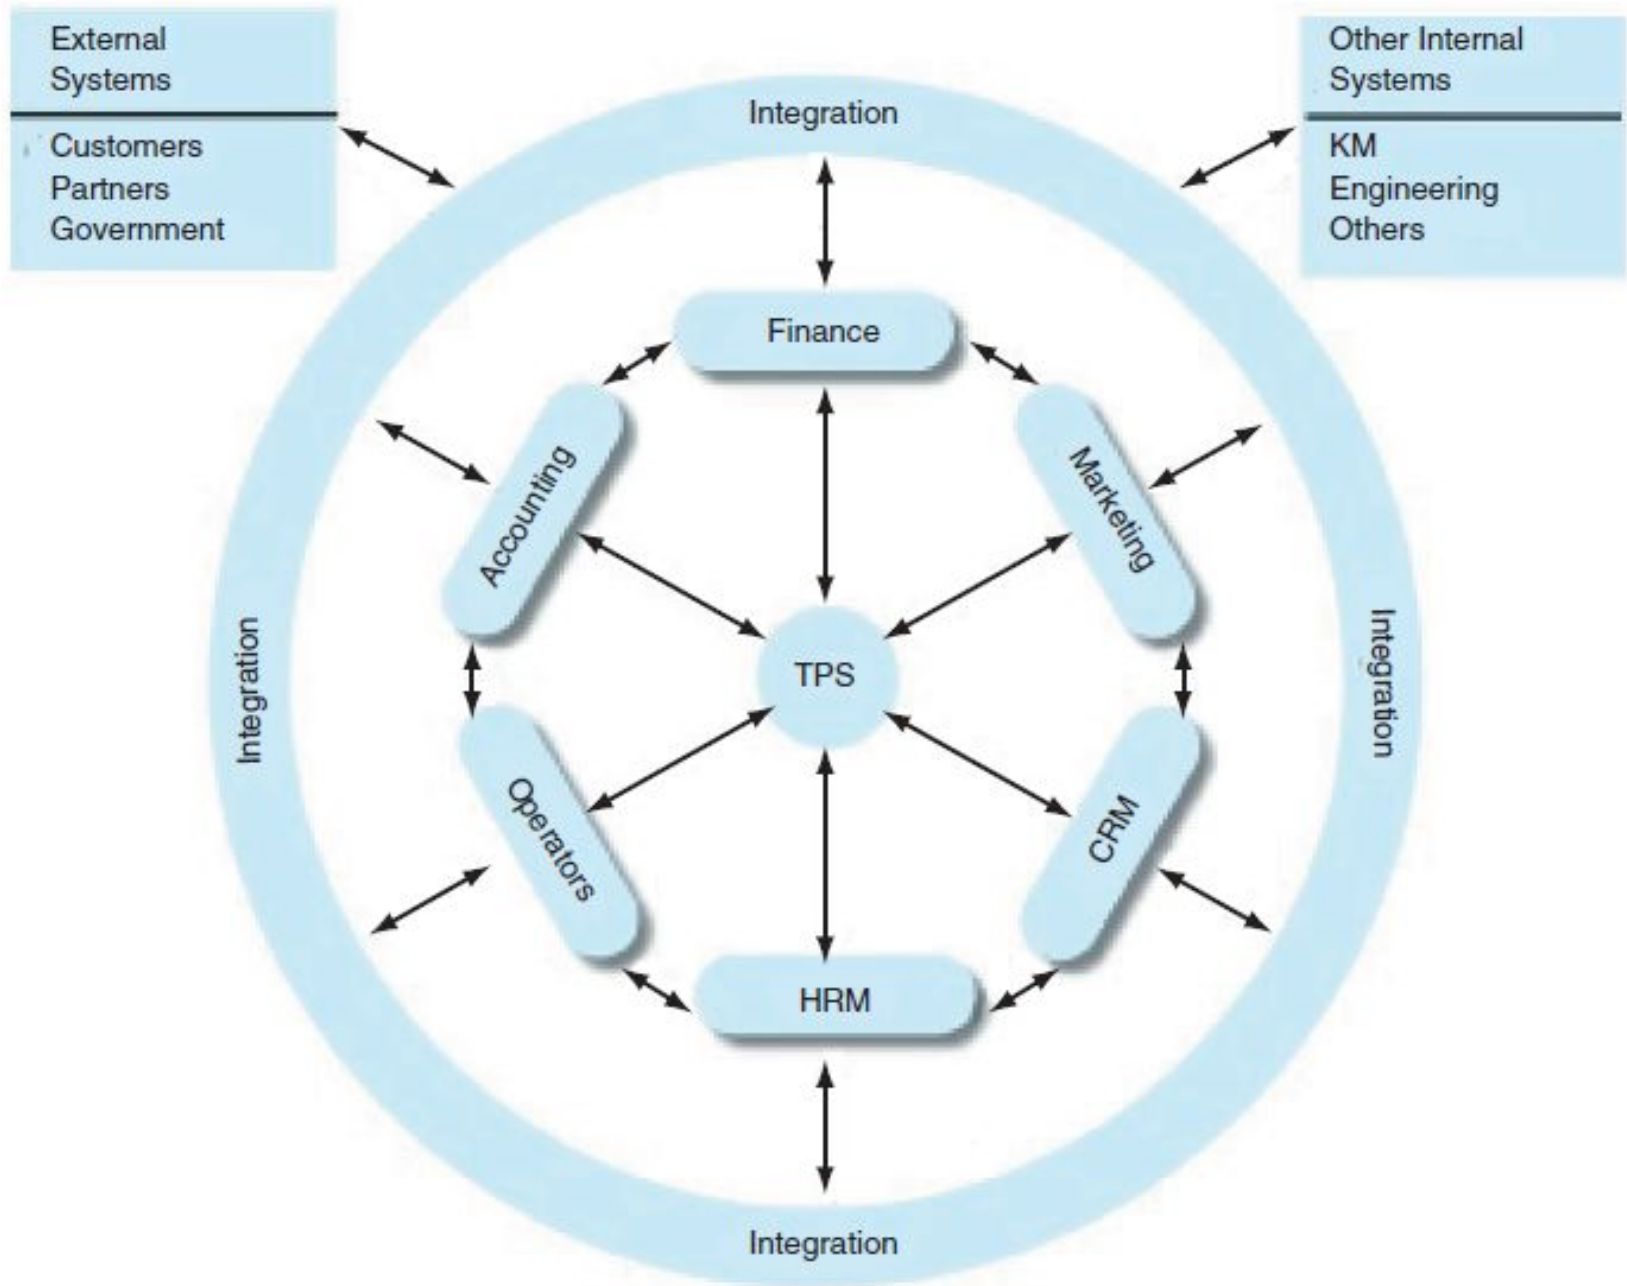 External
Systems
Customers
Partners
Government
Other Internal
Systems
KM
Engineering
Others
Integration
Finance
Accounting
Marketing
Integration
TPS
Integration
Operators
CRM
HRM
Integration